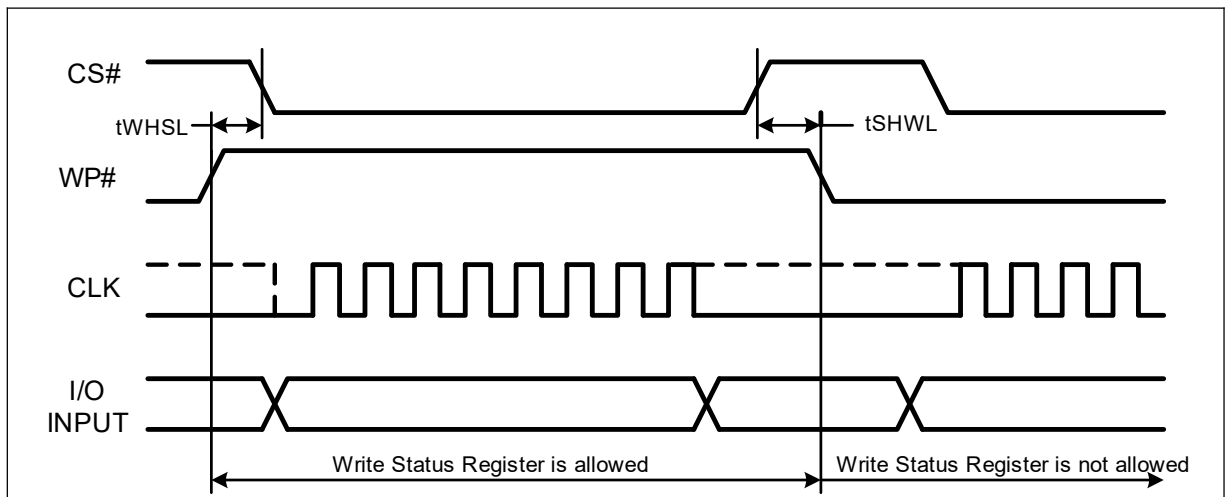 CS#
tWHSL
tSHWL
WP#
CLK
I/O
INPUT
Write Status Register is allowed
Write Status Register is not allowed